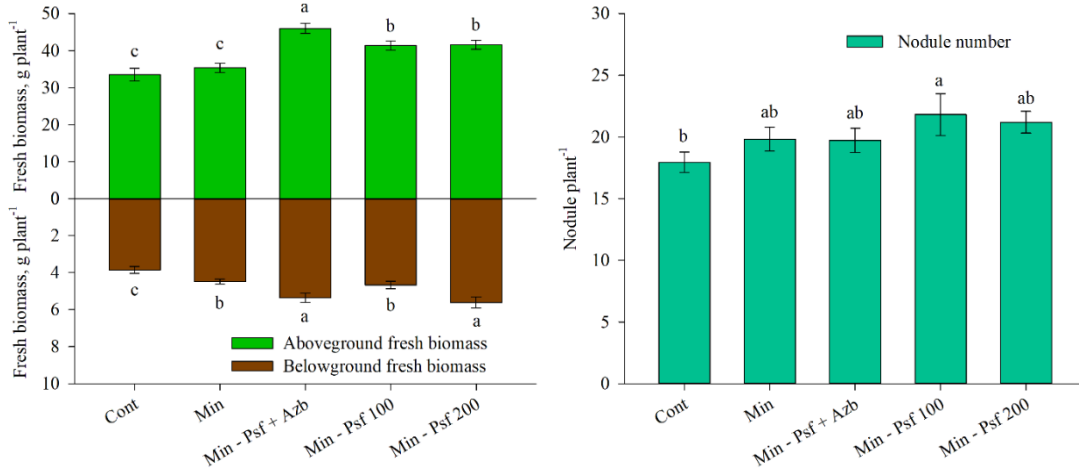 Fresh biomass, g plant⁻¹ Fresh biomass, g plant⁻¹
50
40
30
20
10
0
2
4
6
8
10
c
c
a
b
b
c
b
a
b
a
Aboveground fresh biomass
Belowground fresh biomass
Cont
Min
Min - Psf + Azb
Min - Psf 100
Min - Psf 200
Nodule plant⁻¹
30
25
20
15
10
5
0
Nodule number
b
ab
ab
a
ab
Cont
Min
Min - Psf + Azb
Min - Psf 100
Min - Psf 200